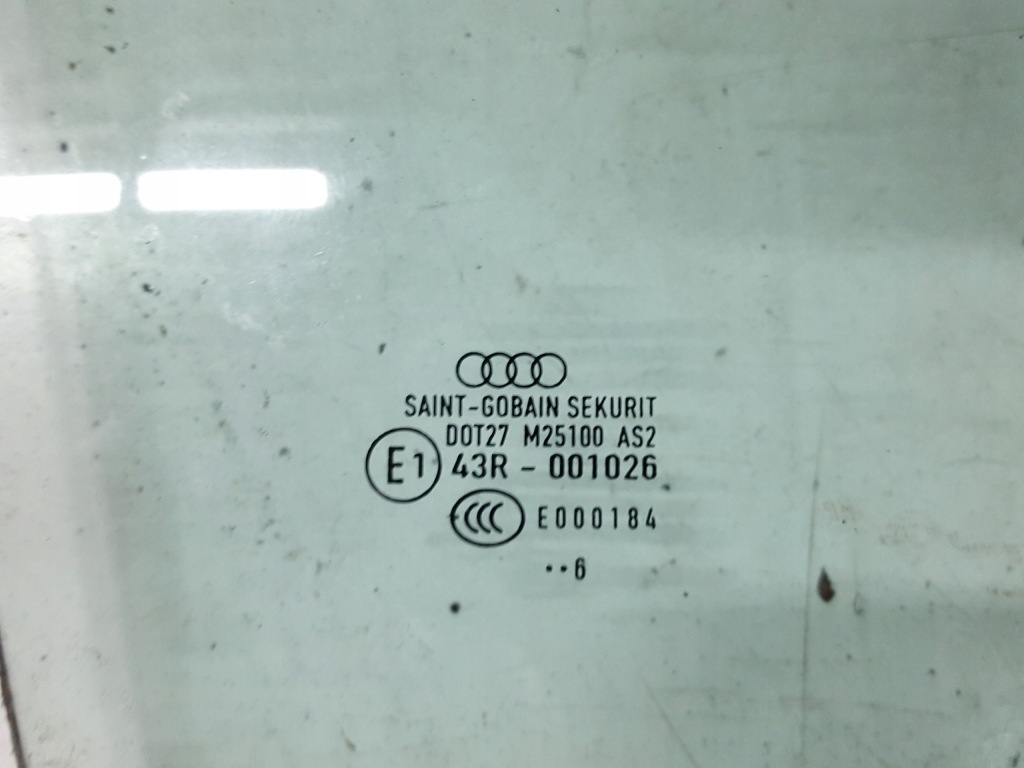 SAINT-GOBAIN SEKURIT
DOT27 M25100 AS2
E1 43R - 001026
CCC E000184
••6